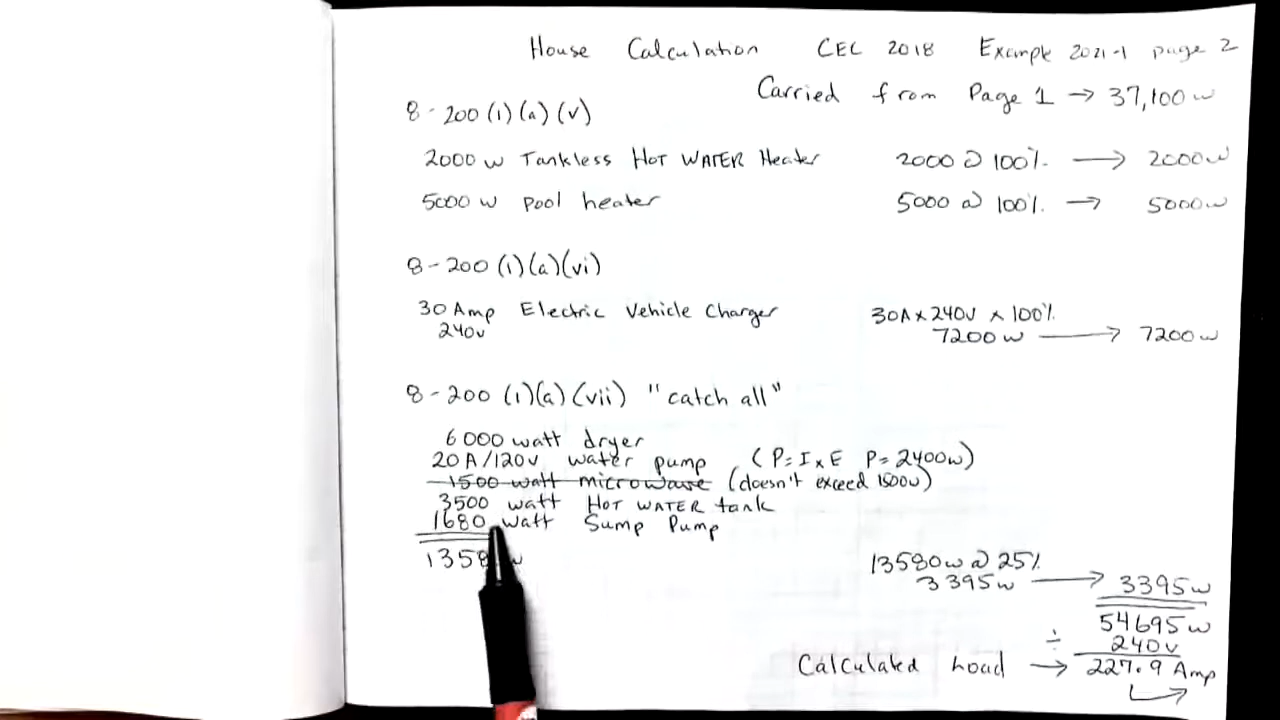 House Calculation CEC 2018 Example 2021-1 page 2
Carried from Page 1 → 37,100 w
8-200 (1)(a)(v)
2000 w Tankless HOT WATER Heater 2000 @ 100% → 2000w
5000 w pool heater 5000 @ 100% → 5000w
8-200 (1)(a)(vi)
30 Amp Electric Vehicle Charger 30A x 240V x 100%
240v 7200 w → 7200 w
8-200 (1)(a)(vii) "catch all"
6000 watt dryer
20A/120v water pump (P=IxE P=2400w)
1500 watt microwave (doesn't exceed 1500w)
3500 watt HOT WATER tank
1680 watt Sump Pump
1358 w 13580w @ 25%
3395w → 3395w
54695w
÷ 240v
Calculated Load → 227.9 Amp